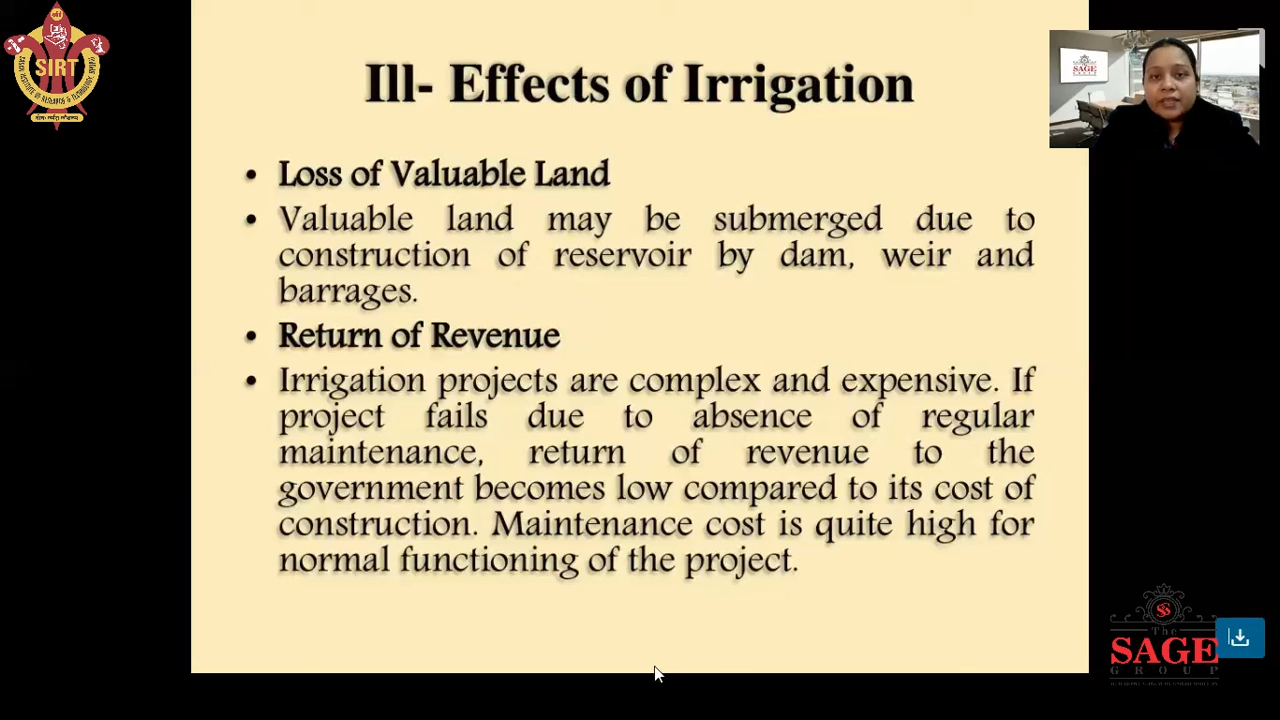 Ill- Effects of Irrigation
• Loss of Valuable Land
• Valuable land may be submerged due to
construction of reservoir by dam, weir and
barrages.
• Return of Revenue
• Irrigation projects are complex and expensive. If
project fails due to absence of regular
maintenance, return of revenue to the
government becomes low compared to its cost of
construction. Maintenance cost is quite high for
normal functioning of the project.
SIRT
SAGE
The
SAGE
GROUP